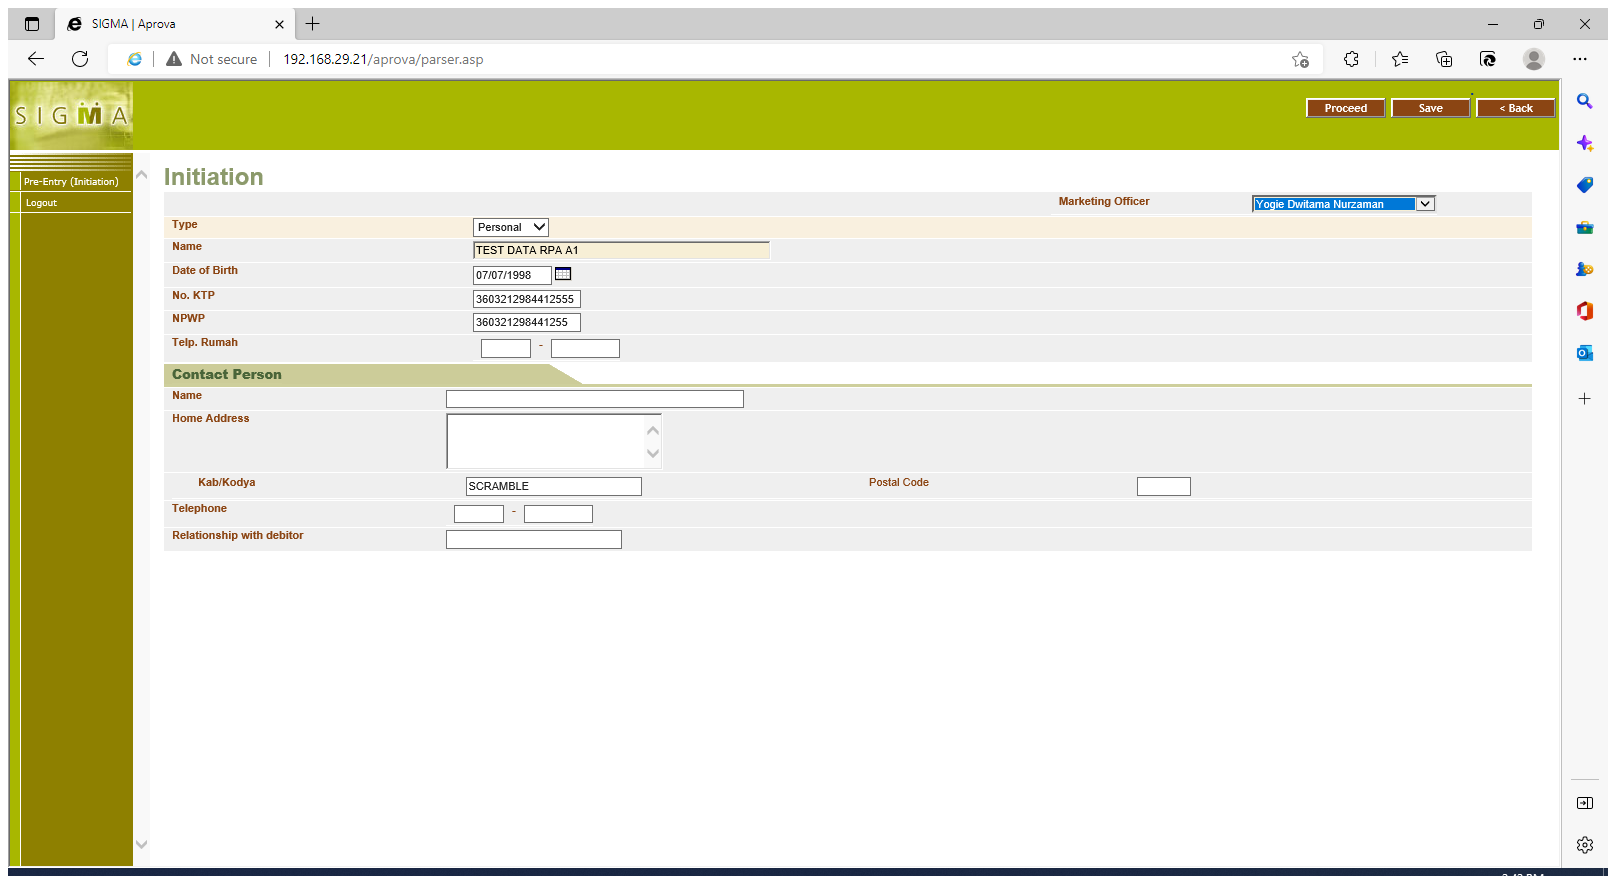 SIGMA | Aprova
Not secure
192.168.29.21/aprova/parser.asp
SIGMA
Proceed
Save
< Back
Pre-Entry (Initiation)
Logout
Initiation
Marketing Officer
Yogie Dwitama Nurzaman
Type
Personal
Name
TEST DATA RPA A1
Date of Birth
07/07/1998
No. KTP
3603212984412555
NPWP
360321298441255
Telp. Rumah
-
Contact Person
Name
Home Address
Kab/Kodya
SCRAMBLE
Postal Code
Telephone
-
Relationship with debitor